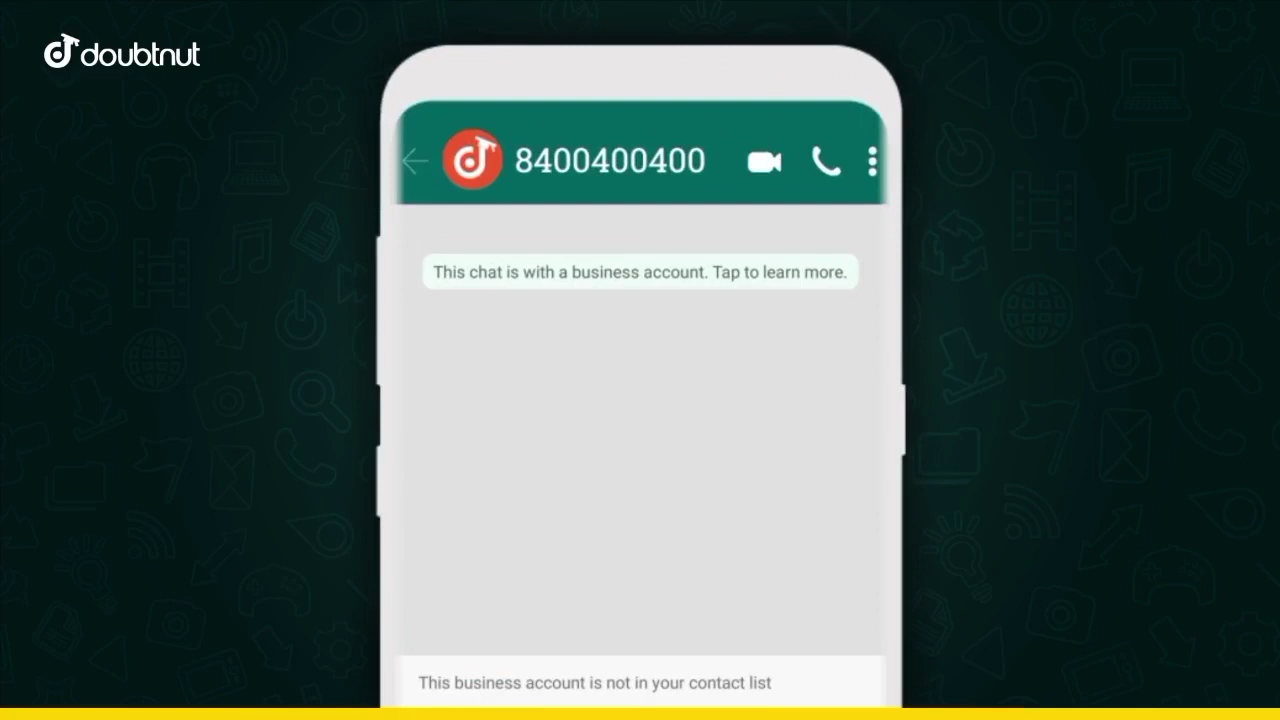 doubtnut
8400400400
This chat is with a business account. Tap to learn more.
This business account is not in your contact list